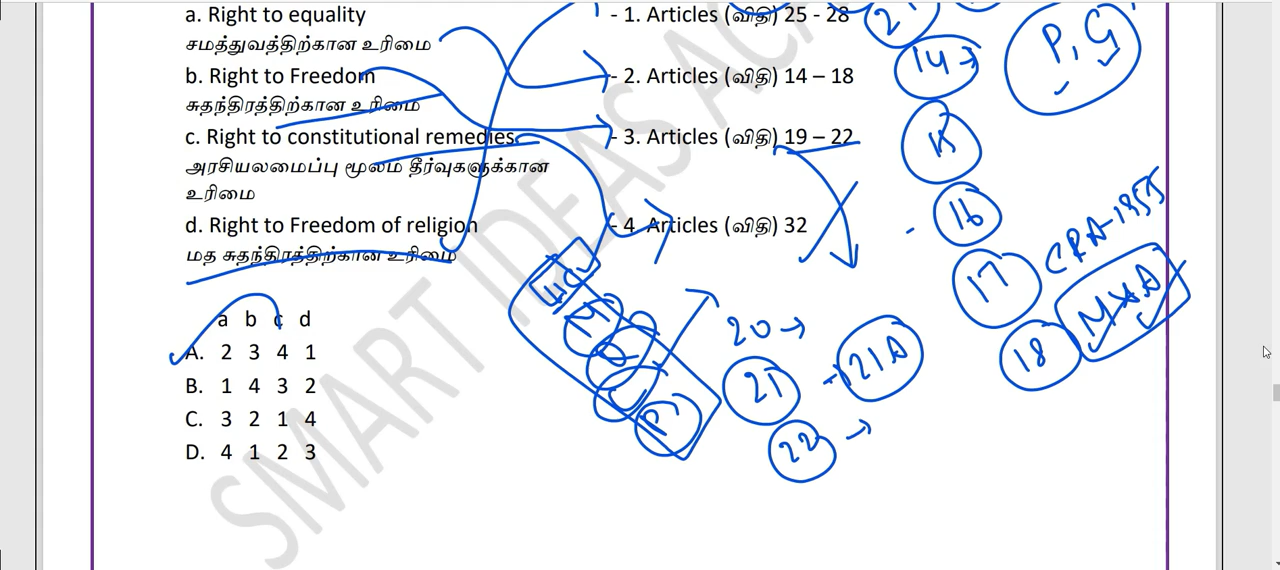 a. Right to equality - 1. Articles (விதி) 25 - 28
சமத்துவத்திற்கான உரிமை
b. Right to Freedom - 2. Articles (விதி) 14 – 18
சுதந்திரத்திற்கான உரிமை
c. Right to constitutional remedies - 3. Articles (விதி) 19 – 22
அரசியலமைப்பு மூலம் தீர்வுகளுக்கான
உரிமை
d. Right to Freedom of religion - 4. Articles (விதி) 32
மத சுதந்திரத்திற்கான உரிமை
a b c d
A. 2 3 4 1
B. 1 4 3 2
C. 3 2 1 4
D. 4 1 2 3
SMART IDEAS ACA
P, G
14
15
16
17 CRA-1955
18
20
21 - 21A
22
P